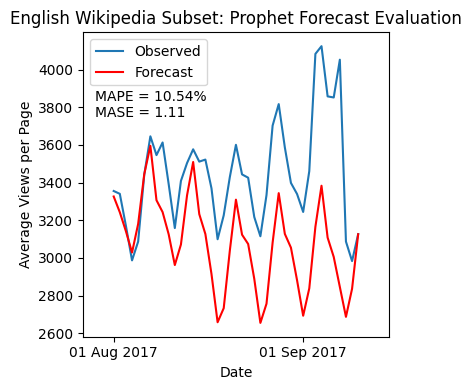 English Wikipedia Subset: Prophet Forecast Evaluation
Observed
Forecast
MAPE = 10.54%
MASE = 1.11
Average Views per Page
4000
3800
3600
3400
3200
3000
2800
2600
01 Aug 2017
01 Sep 2017
Date